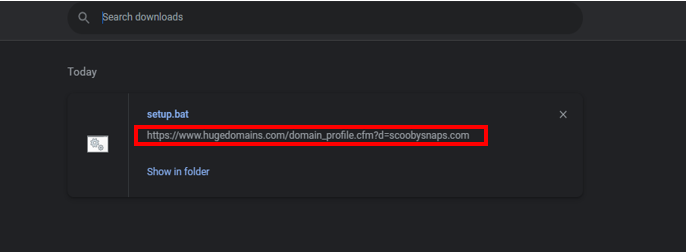 Search downloads
Today
setup.bat
https://www.hugedomains.com/domain_profile.cfm?d=scoobysnaps.com
Show in folder